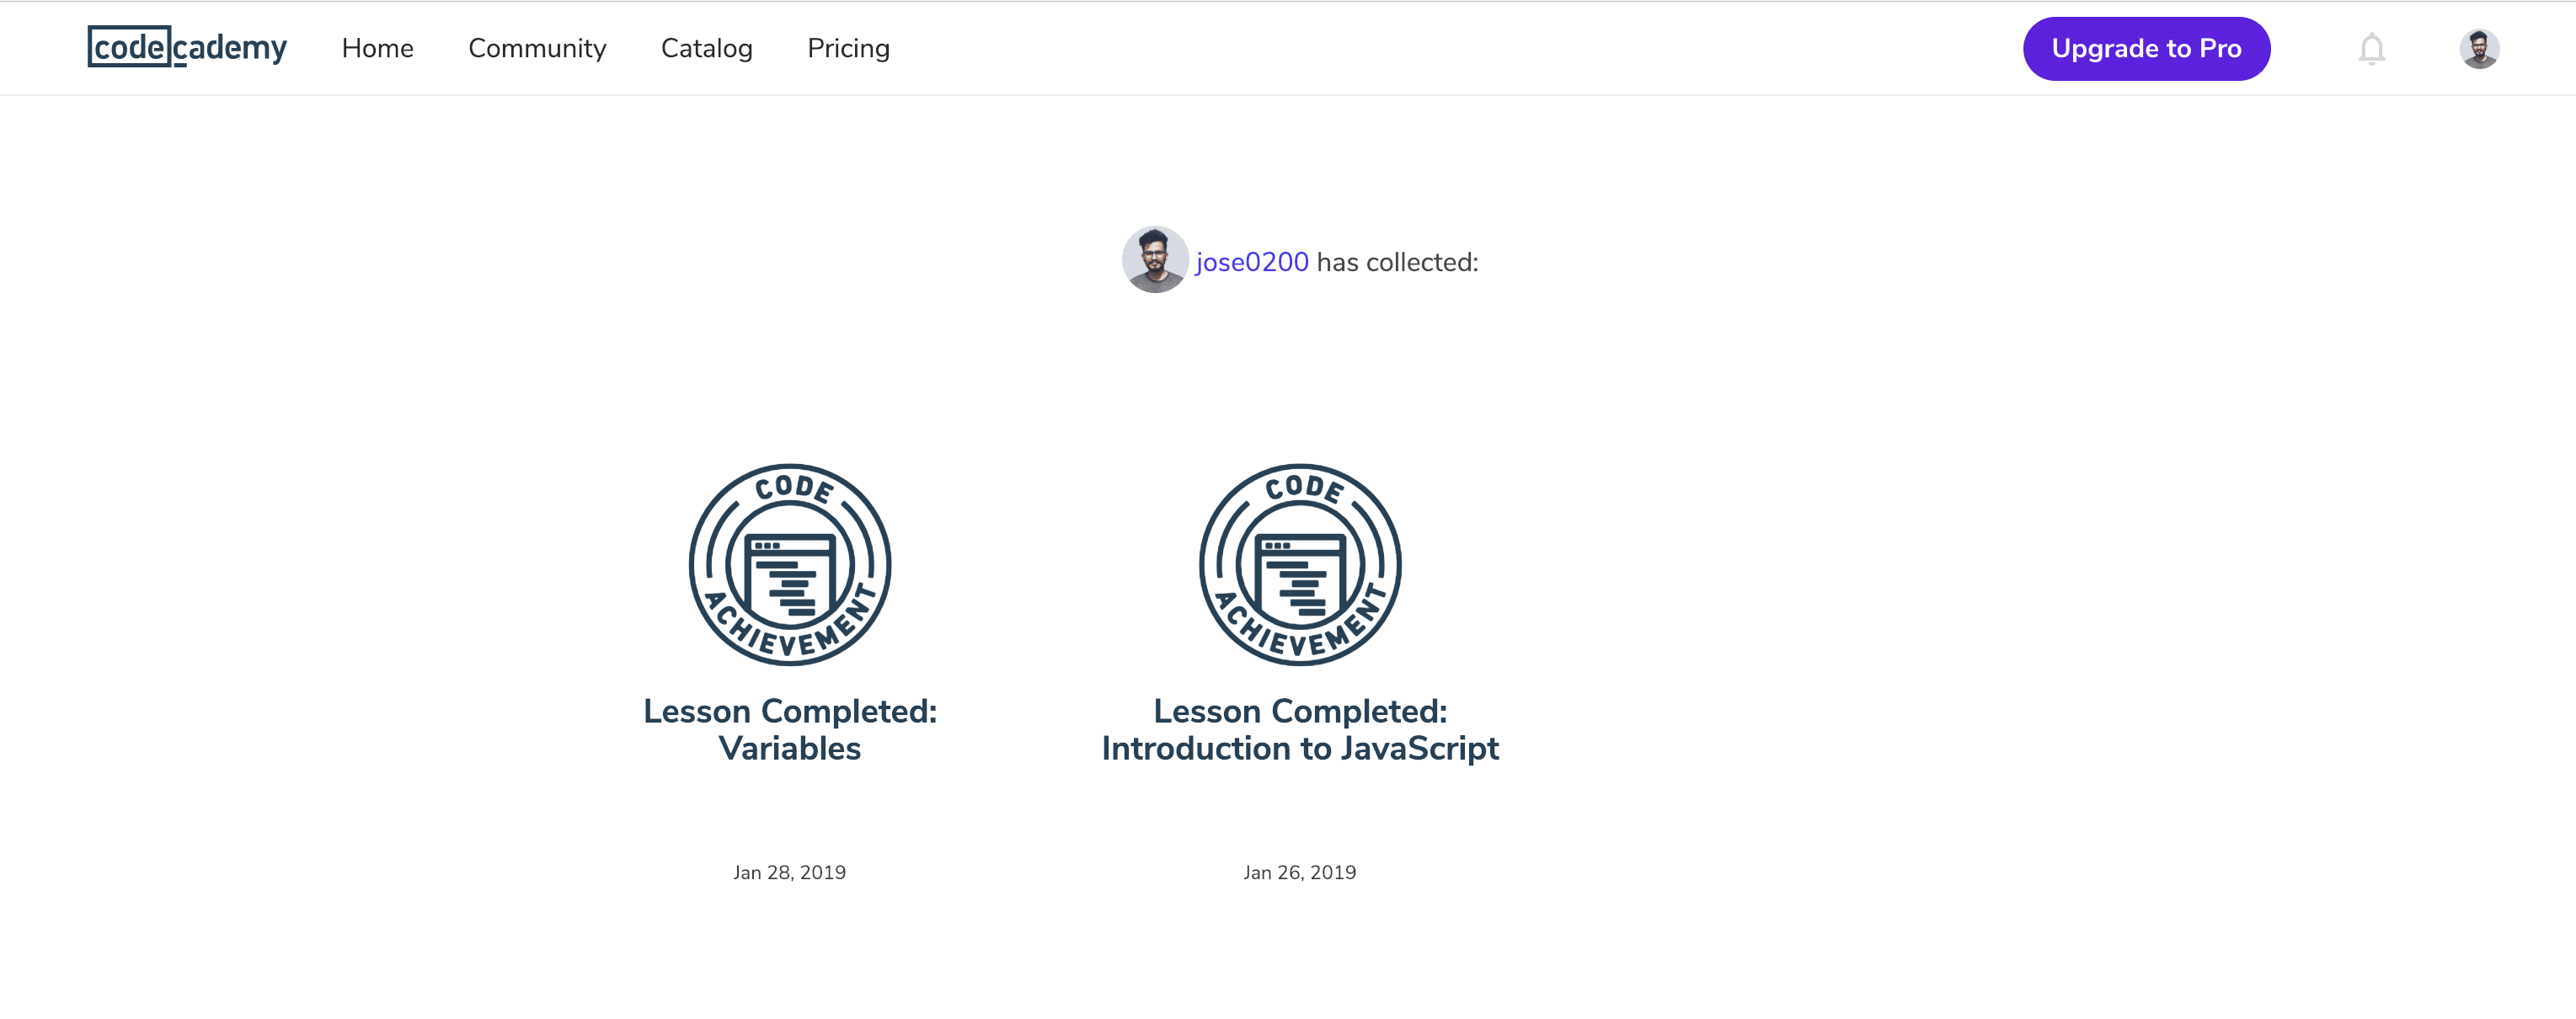 codecademy Home Community Catalog Pricing Upgrade to Pro
jose0200 has collected:
CODE ACHIEVEMENT
Lesson Completed:
Variables
Jan 28, 2019
CODE ACHIEVEMENT
Lesson Completed:
Introduction to JavaScript
Jan 26, 2019